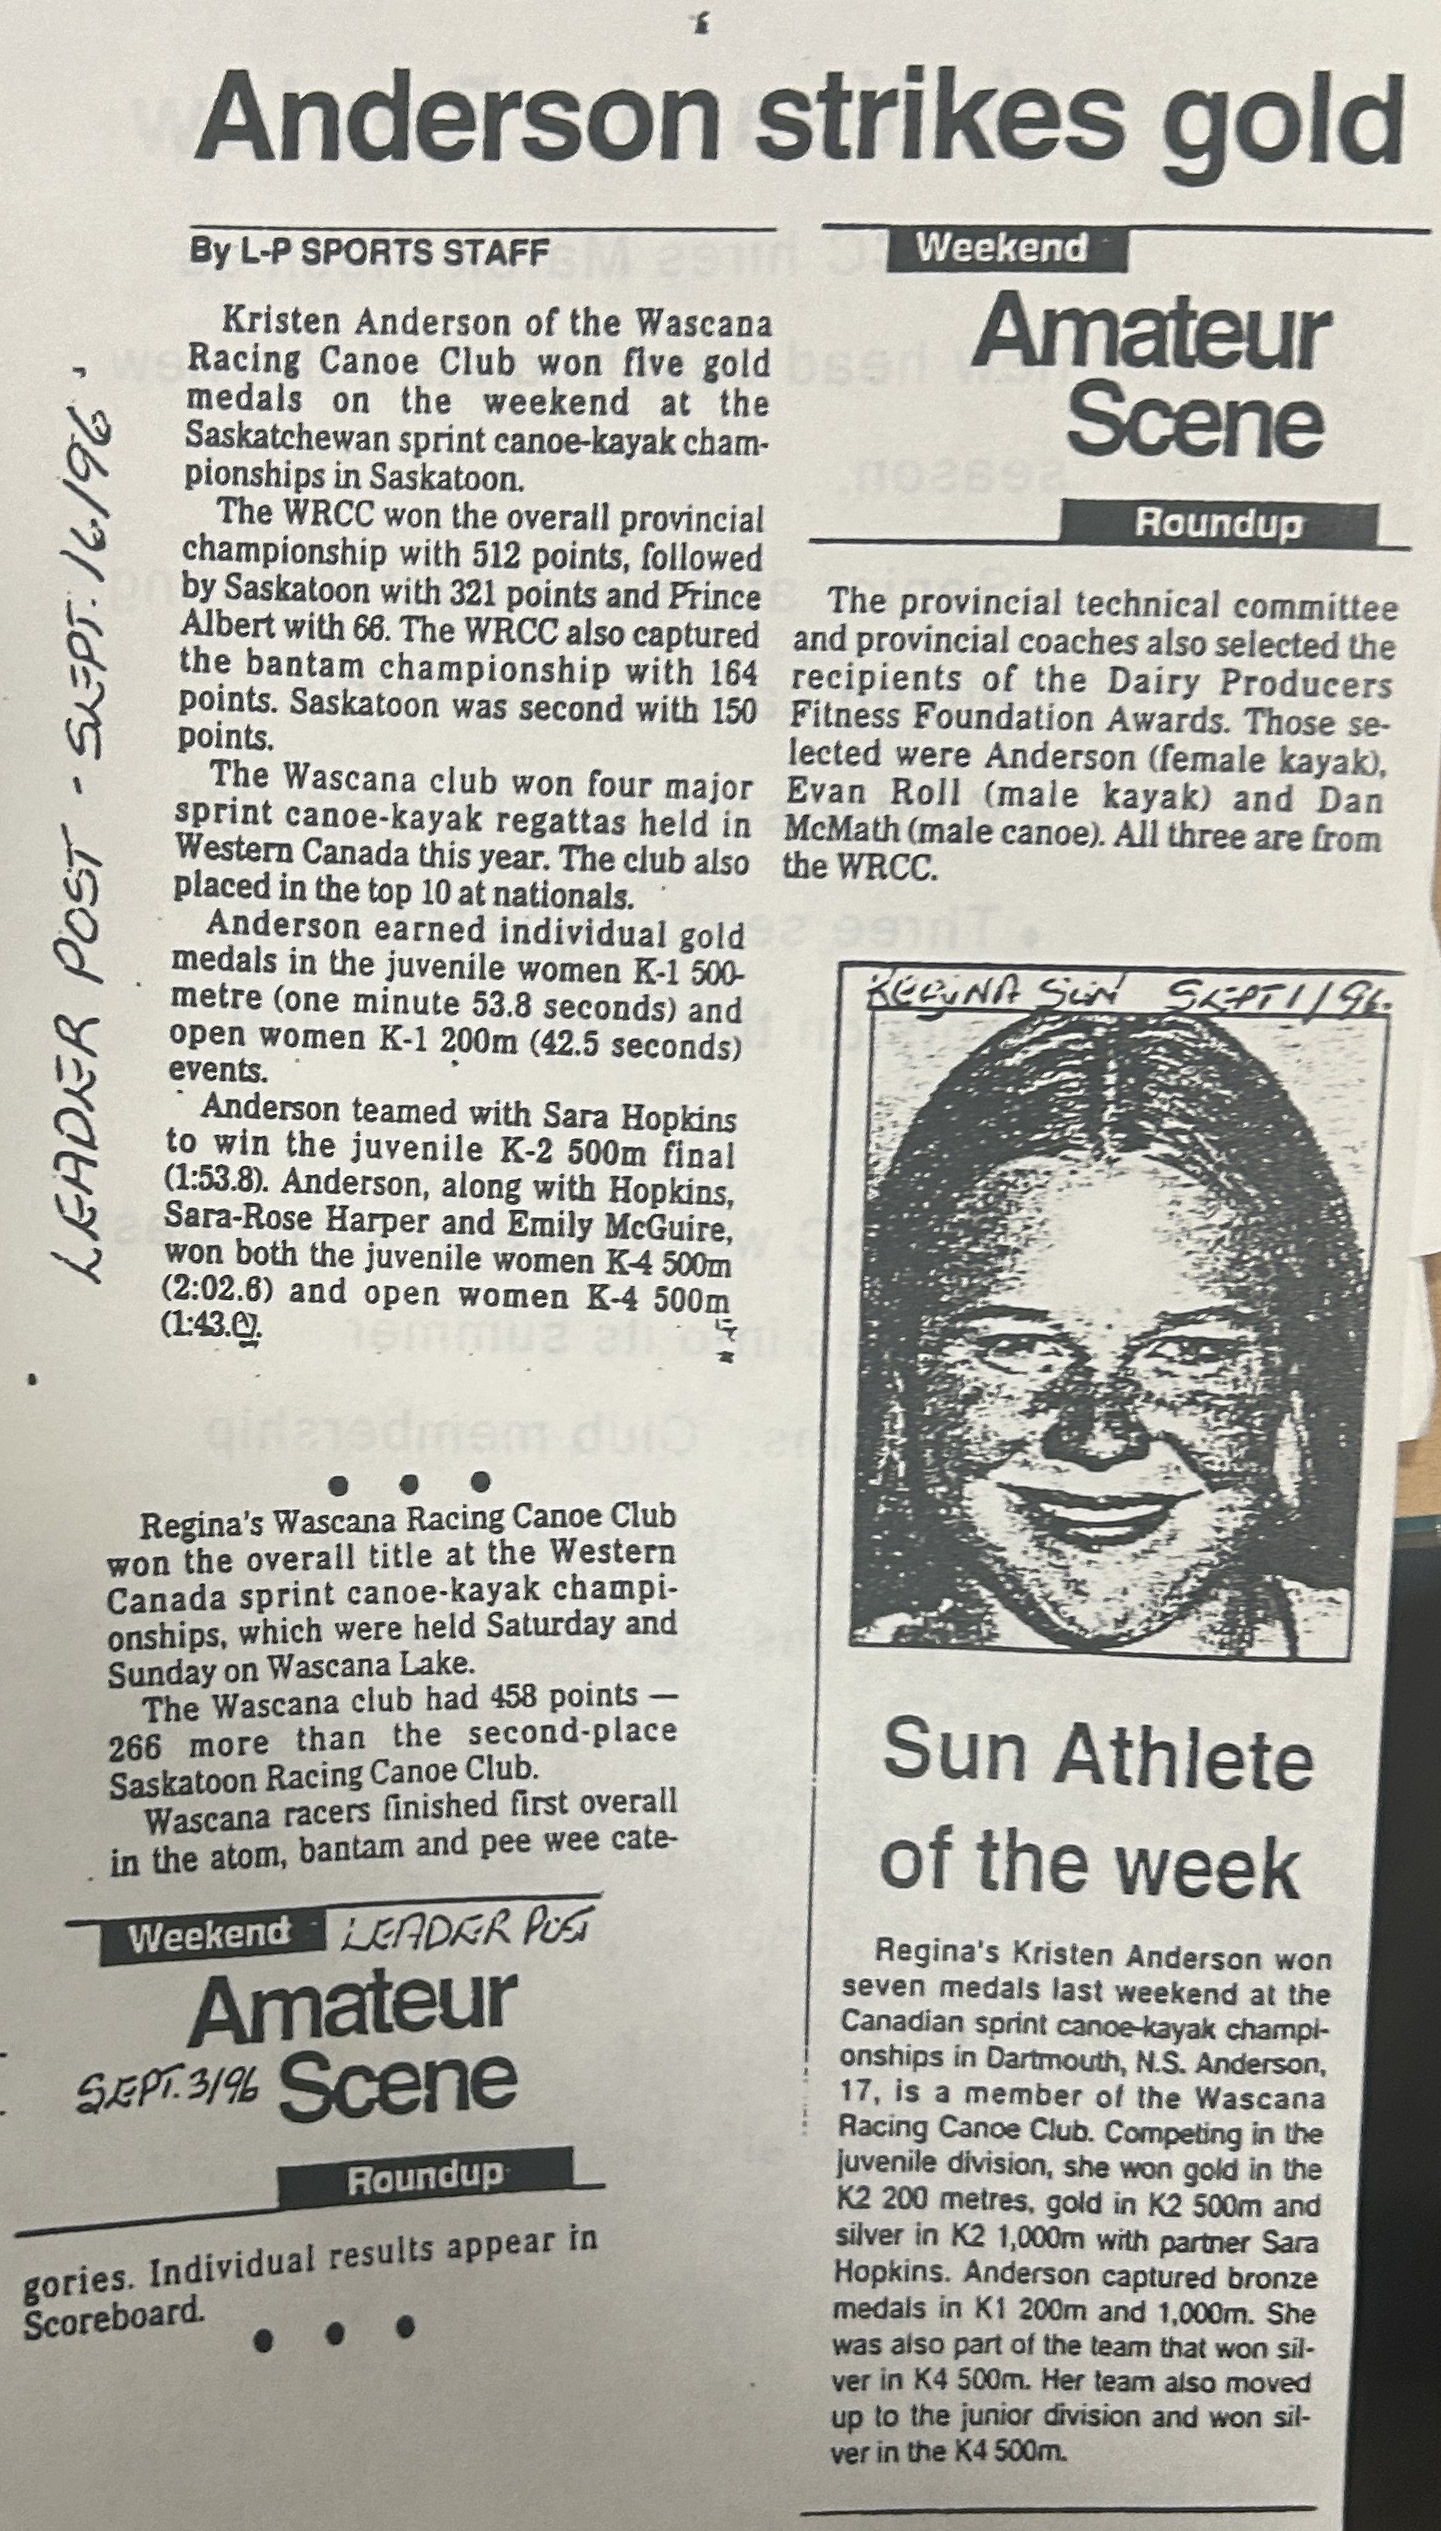 Anderson strikes gold
LEADER POST - SEPT. 16/96
By L-P SPORTS STAFF
Kristen Anderson of the Wascana
Racing Canoe Club won five gold
medals on the weekend at the
Saskatchewan sprint canoe-kayak cham-
pionships in Saskatoon.
The WRCC won the overall provincial
championship with 512 points, followed
by Saskatoon with 321 points and Prince
Albert with 66. The WRCC also captured
the bantam championship with 164
points. Saskatoon was second with 150
points.
The Wascana club won four major
sprint canoe-kayak regattas held in
Western Canada this year. The club also
placed in the top 10 at nationals.
Anderson earned individual gold
medals in the juvenile women K-1 500-
metre (one minute 53.8 seconds) and
open women K-1 200m (42.5 seconds)
events.
Anderson teamed with Sara Hopkins
to win the juvenile K-2 500m final
(1:53.8). Anderson, along with Hopkins,
Sara-Rose Harper and Emily McGuire,
won both the juvenile women K-4 500m
(2:02.6) and open women K-4 500m
Weekend
Amateur
Scene
Roundup
The provincial technical committee
and provincial coaches also selected the
recipients of the Dairy Producers
Fitness Foundation Awards. Those se-
lected were Anderson (female kayak),
Evan Roll (male kayak) and Dan
McMath (male canoe). All three are from
the WRCC.
Regina's Wascana Racing Canoe Club
won the overall title at the Western
Canada sprint canoe-kayak champi-
onships, which were held Saturday and
Sunday on Wascana Lake.
The Wascana club had 458 points —
266 more than the second-place
Saskatoon Racing Canoe Club.
Wascana racers finished first overall
in the atom, bantam and pee wee cate-
Weekend LEADER POST
Amateur
SEPT. 3/96 Scene
Roundup
gories. Individual results appear in
Scoreboard.
REGINA SUN SEPT 1/96.
Sun Athlete
of the week
Regina's Kristen Anderson won
seven medals last weekend at the
Canadian sprint canoe-kayak champi-
onships in Dartmouth, N.S. Anderson,
17, is a member of the Wascana
Racing Canoe Club. Competing in the
juvenile division, she won gold in the
K2 200 metres, gold in K2 500m and
silver in K2 1,000m with partner Sara
Hopkins. Anderson captured bronze
medals in K1 200m and 1,000m. She
was also part of the team that won sil-
ver in K4 500m. Her team also moved
up to the junior division and won sil-
ver in the K4 500m.